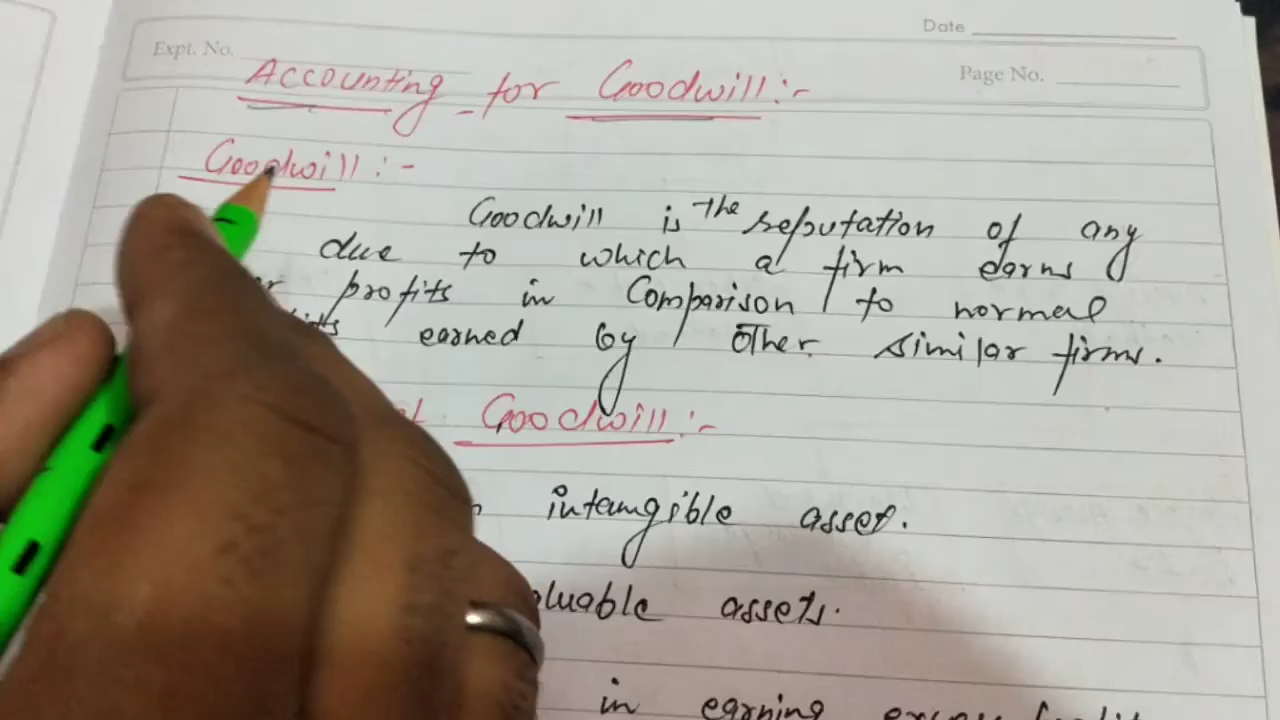 Date
Expt. No.
Page No.
Accounting for Goodwill:-
Goodwill:-
Goodwill is the reputation of any
due to which a firm earns
profits in comparison to normal
earned by other similar firms.
Goodwill:-
intangible asset.
assets.
in earning